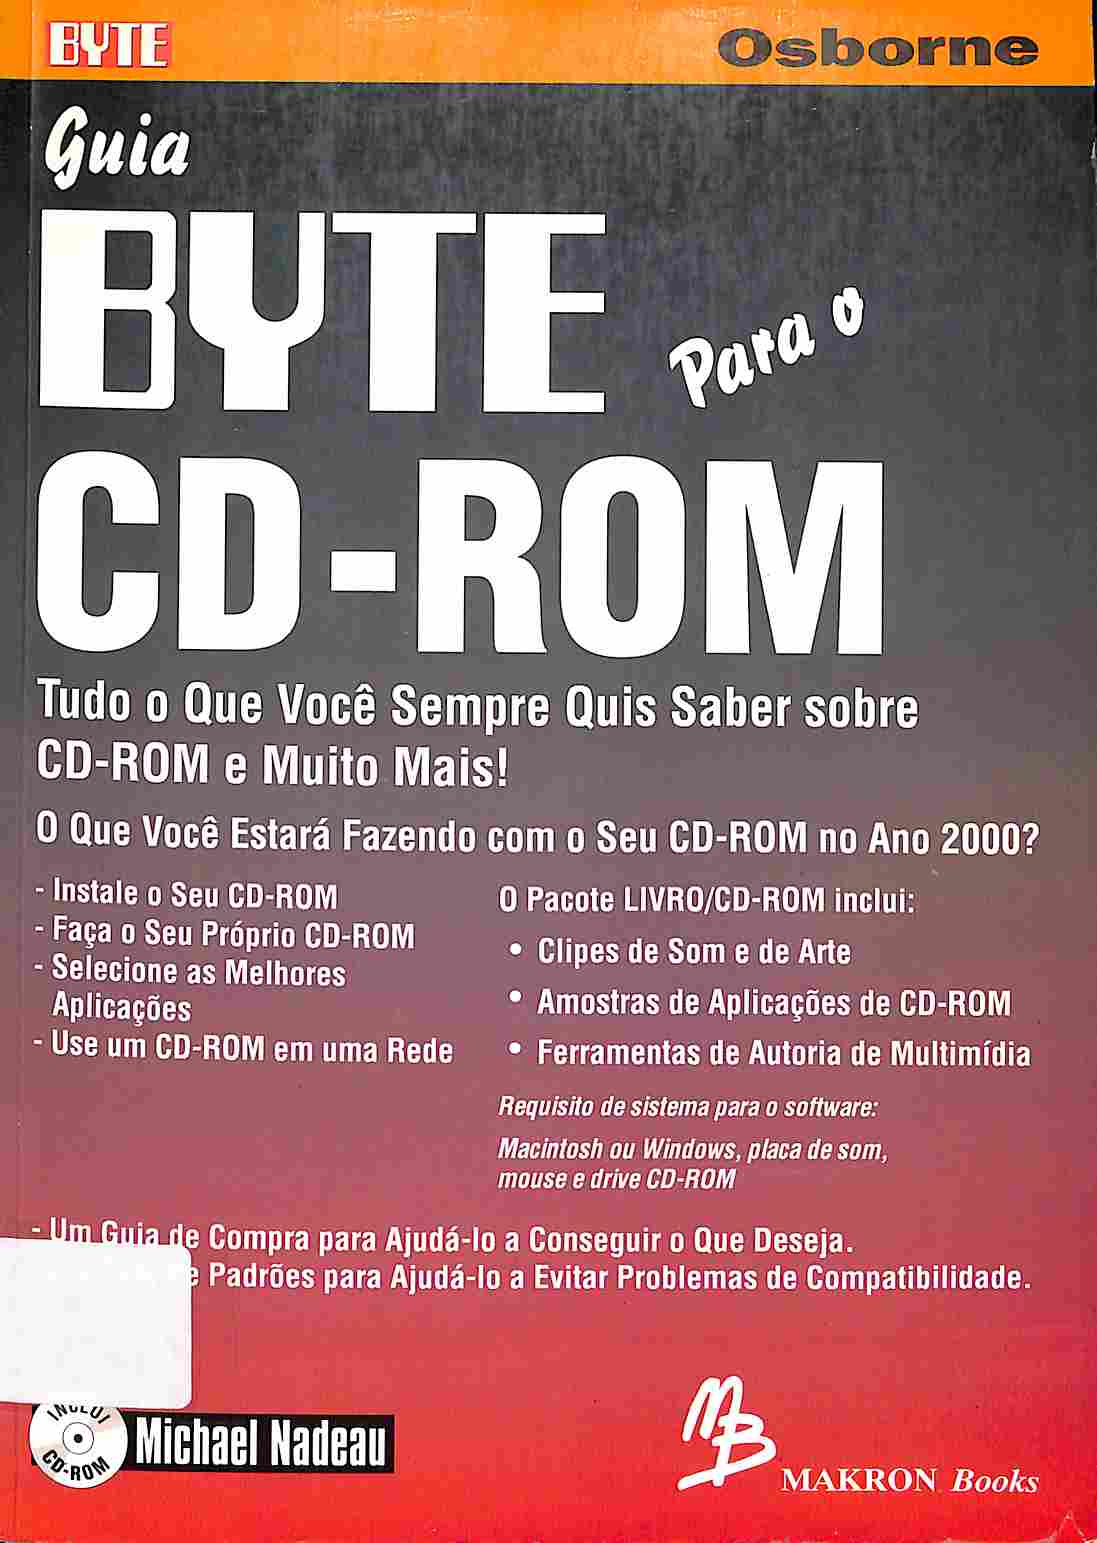 BYTE
Osborne
Guia
BYTE
Para o
CD-ROM
Tudo o Que Você Sempre Quis Saber sobre
CD-ROM e Muito Mais!
O Que Você Estará Fazendo com o Seu CD-ROM no Ano 2000?
- Instale o Seu CD-ROM
- Faça o Seu Próprio CD-ROM
- Selecione as Melhores
Aplicações
- Use um CD-ROM em uma Rede
O Pacote LIVRO/CD-ROM inclui:
• Clipes de Som e de Arte
• Amostras de Aplicações de CD-ROM
• Ferramentas de Autoria de Multimídia
Requisito de sistema para o software:
Macintosh ou Windows, placa de som,
mouse e drive CD-ROM
- Um Guia de Compra para Ajudá-lo a Conseguir o Que Deseja.
Padrões para Ajudá-lo a Evitar Problemas de Compatibilidade.
INCLUI
CD-ROM
Michael Nadeau
MB
MAKRON Books